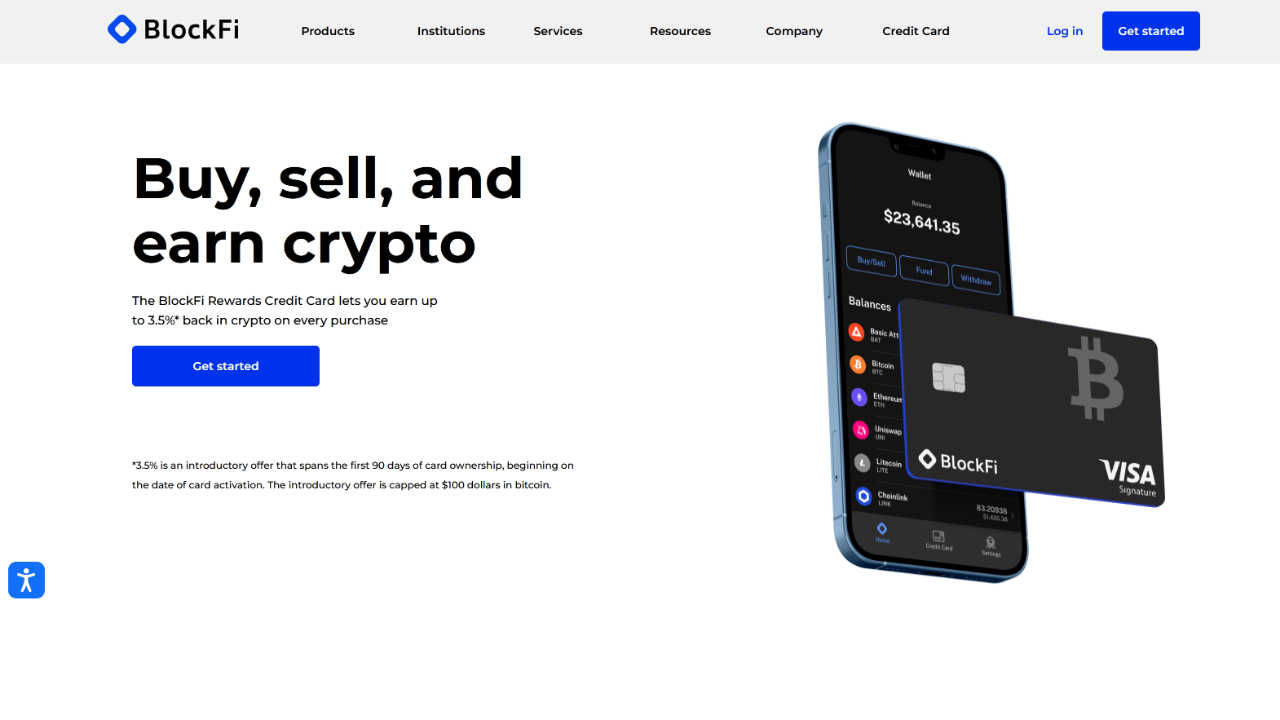 BlockFi
Products
Institutions
Services
Resources
Company
Credit Card
Log in
Get started
Buy, sell, and
earn crypto
The BlockFi Rewards Credit Card lets you earn up
to 3.5%* back in crypto on every purchase
Get started
*3.5% is an introductory offer that spans the first 90 days of card ownership, beginning on
the date of card activation. The introductory offer is capped at $100 dollars in bitcoin.
Wallet
Balance
$23,641.35
Buy/Sell
Fund
Withdraw
Balances
Basic Att
BAT
Bitcoin
BTC
Ethereum
ETH
Uniswap
UNI
Litecoin
LITE
Chainlink
LINK
83.20938
$1,420.38
Home
Credit Card
Settings
BlockFi
VISA
Signature